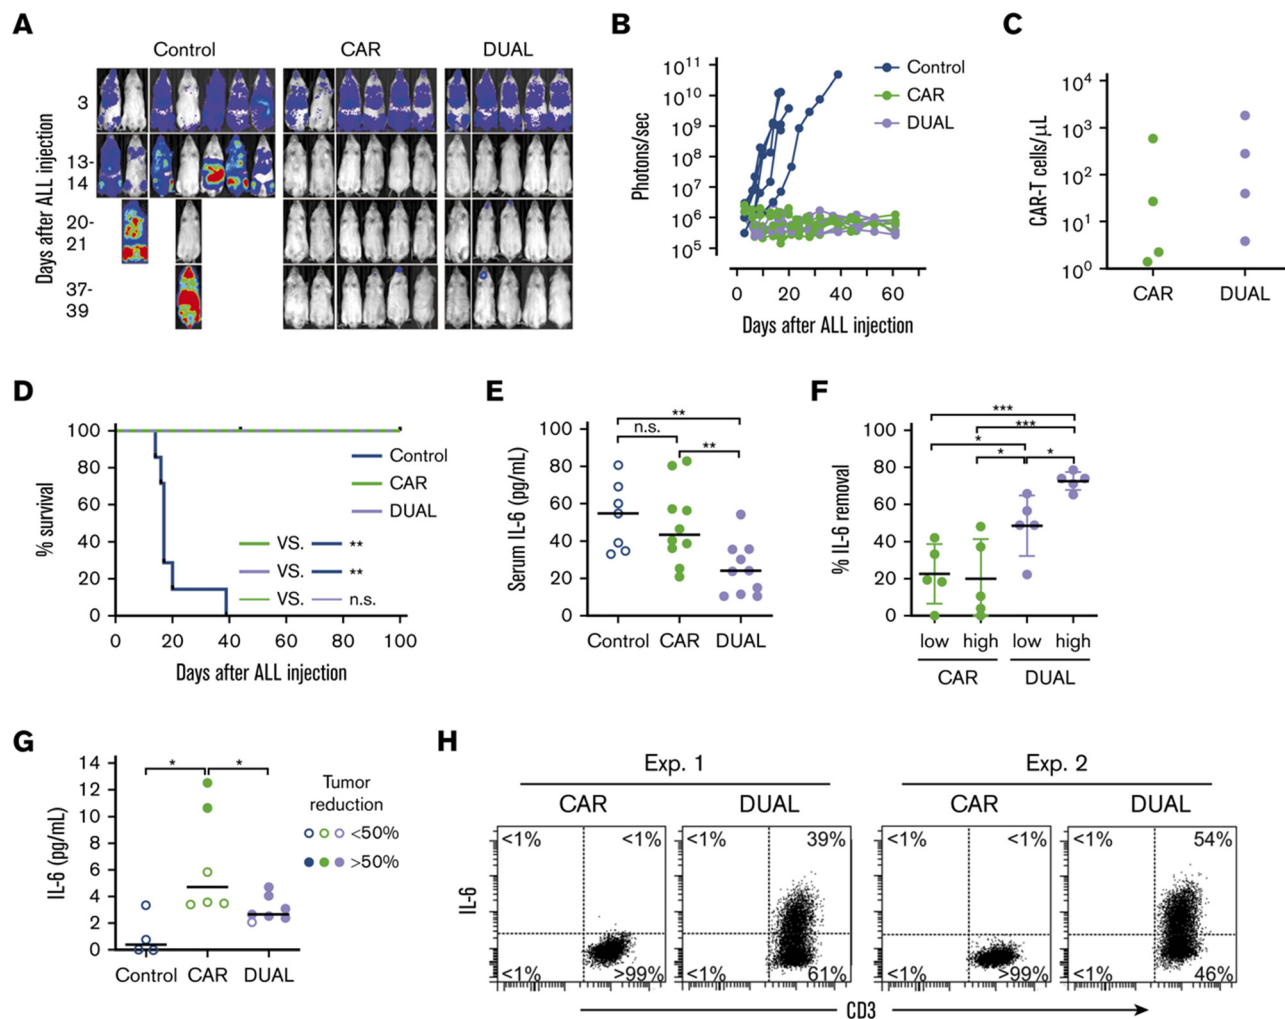 A
Control
CAR
DUAL
Days after ALL injection
3
13-
14
20-
21
37-
39
B
Photons/sec
10¹¹
10¹⁰
10⁹
10⁸
10⁷
10⁶
10⁵
0 20 40 60
Days after ALL injection
Control
CAR
DUAL
C
CAR-T cells/μL
10⁴
10³
10²
10¹
10⁰
CAR DUAL
D
% survival
100
80
60
40
20
0
0 20 40 60 80 100
Days after ALL injection
Control
CAR
DUAL
VS. **
VS. **
VS. n.s.
E
Serum IL-6 (pg/mL)
100
80
60
40
20
0
**
n.s.
**
Control CAR DUAL
F
% IL-6 removal
100
80
60
40
20
0
***
***
*
* *
low high low high
CAR DUAL
G
IL-6 (pg/mL)
14
12
10
8
6
4
2
0
* *
Control CAR DUAL
Tumor
reduction
<50%
>50%
H
Exp. 1 Exp. 2
CAR DUAL CAR DUAL
IL-6
<1% <1% <1% 39% <1% <1% <1% 54%
<1% >99% <1% 61% <1% >99% <1% 46%
CD3